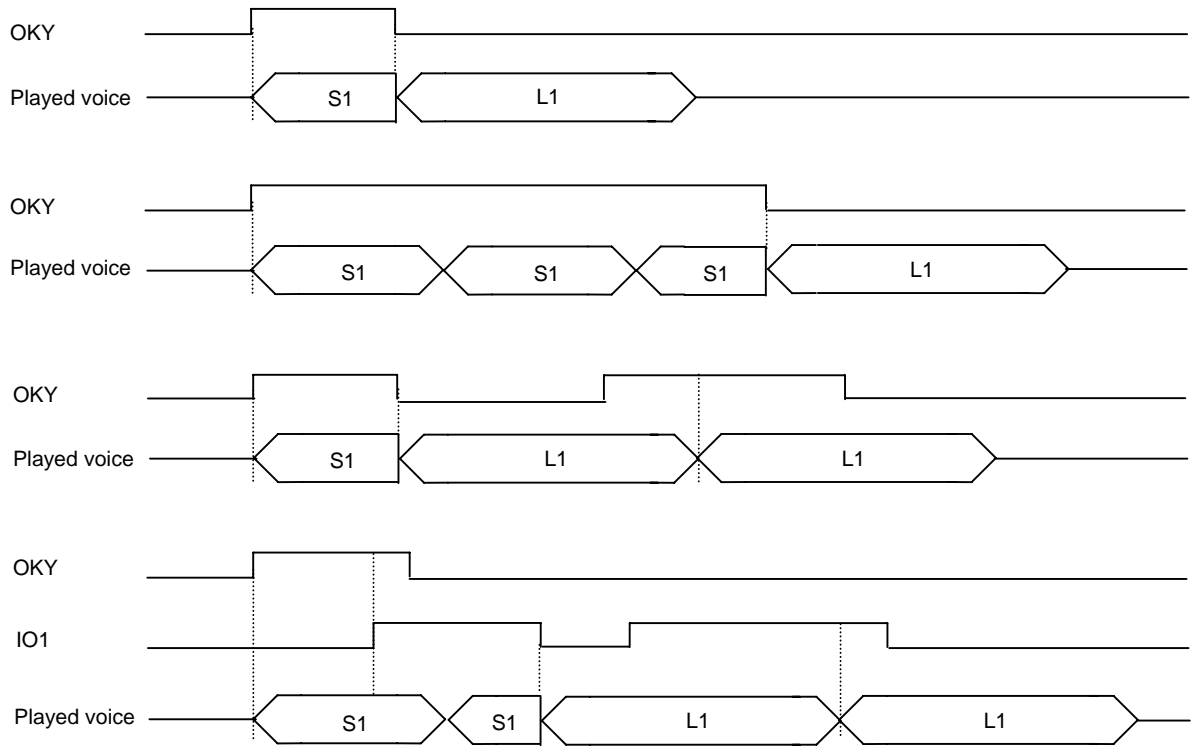 OKY
Played voice S1 L1
OKY
Played voice S1 S1 S1 L1
OKY
Played voice S1 L1 L1
OKY
IO1
Played voice S1 S1 L1 L1